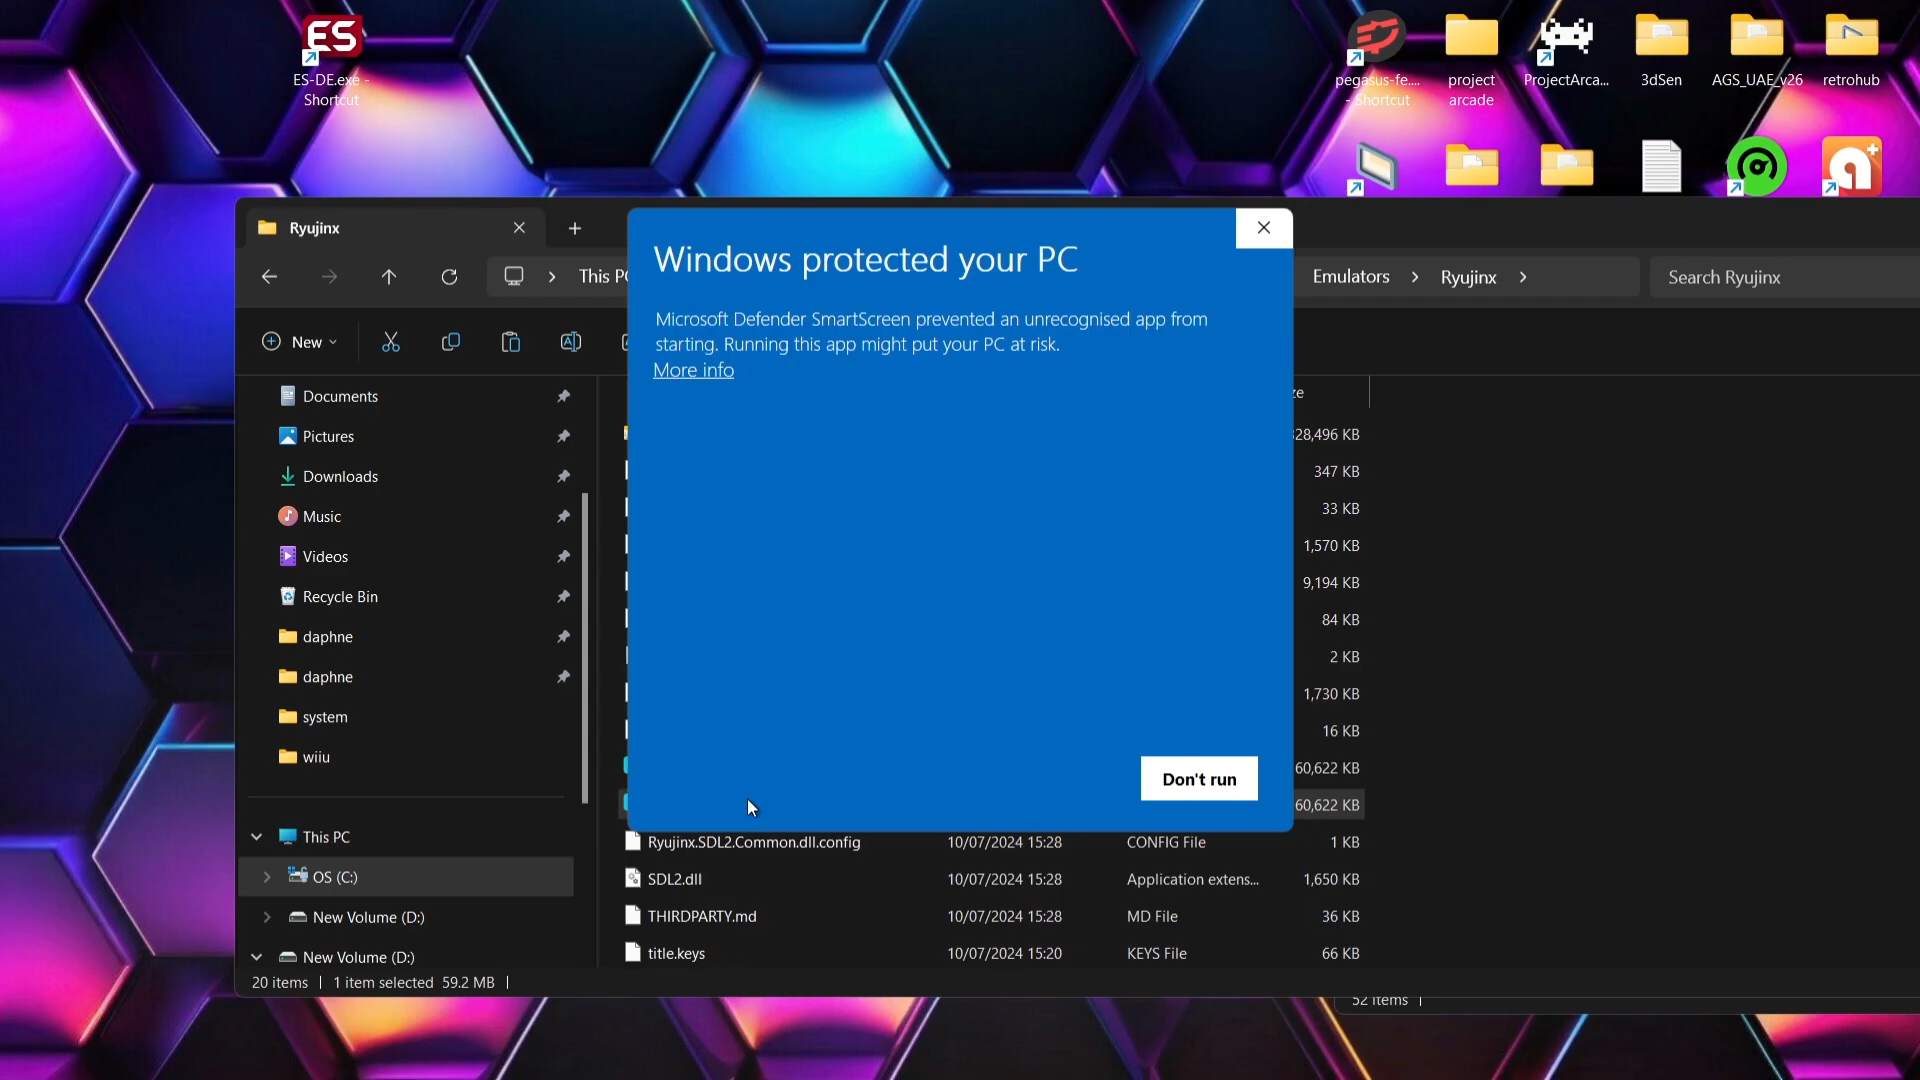 ES
ES-DE.exe -
Shortcut
pegasus-fe....
- Shortcut
project
arcade
ProjectArca...
3dSen
AGS_UAE_v26
retrohub
Ryujinx
This PC
Emulators
Ryujinx
Search Ryujinx
New
Windows protected your PC
Microsoft Defender SmartScreen prevented an unrecognised app from
starting. Running this app might put your PC at risk.
More info
Don't run
Documents
Pictures
Downloads
Music
Videos
Recycle Bin
daphne
daphne
system
wiiu
This PC
OS (C:)
New Volume (D:)
New Volume (D:)
28,496 KB
347 KB
33 KB
1,570 KB
9,194 KB
84 KB
2 KB
1,730 KB
16 KB
60,622 KB
60,622 KB
Ryujinx.SDL2.Common.dll.config 10/07/2024 15:28 CONFIG File 1 KB
SDL2.dll 10/07/2024 15:28 Application extens... 1,650 KB
THIRDPARTY.md 10/07/2024 15:28 MD File 36 KB
title.keys 10/07/2024 15:20 KEYS File 66 KB
20 items 1 item selected 59.2 MB
52 items